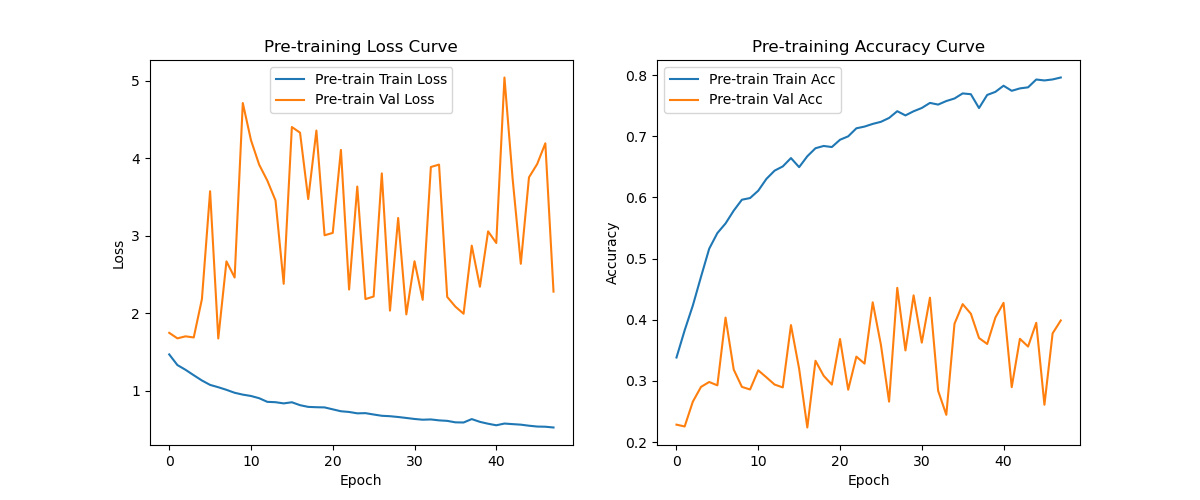 Pre-training Loss Curve
Pre-train Train Loss
Pre-train Val Loss
5
4
3
2
1
Loss
0
10
20
30
40
Epoch
Pre-training Accuracy Curve
Pre-train Train Acc
Pre-train Val Acc
0.8
0.7
0.6
0.5
0.4
0.3
0.2
Accuracy
0
10
20
30
40
Epoch